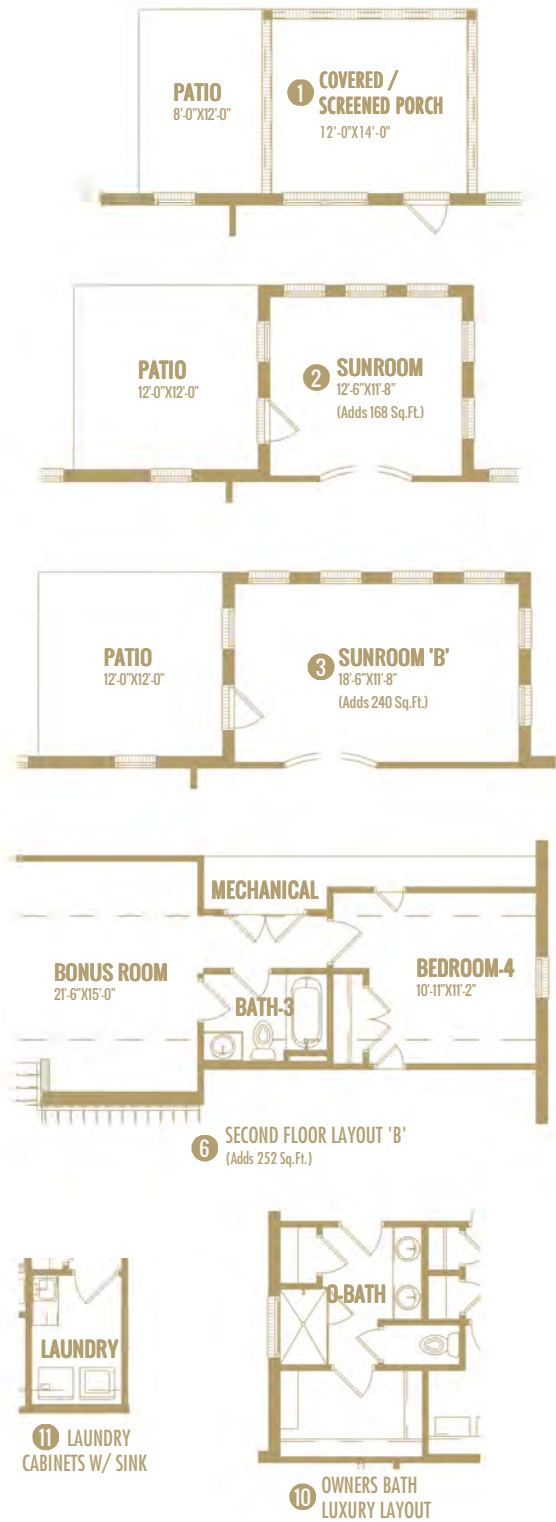 PATIO
8'-0"X12'-0"
1 COVERED /
SCREENED PORCH
12'-0"X14'-0"
PATIO
12'-0"X12'-0"
2 SUNROOM
12'-6"X11'-8"
(Adds 168 Sq.Ft.)
PATIO
12'-0"X12'-0"
3 SUNROOM 'B'
18'-6"X11'-8"
(Adds 240 Sq.Ft.)
MECHANICAL
BONUS ROOM
21'-6"X15'-0"
BEDROOM-4
10'-11"X11'-2"
BATH-3
6 SECOND FLOOR LAYOUT 'B'
(Adds 252 Sq.Ft.)
LAUNDRY
11 LAUNDRY
CABINETS W/ SINK
O-BATH
10 OWNERS BATH
LUXURY LAYOUT